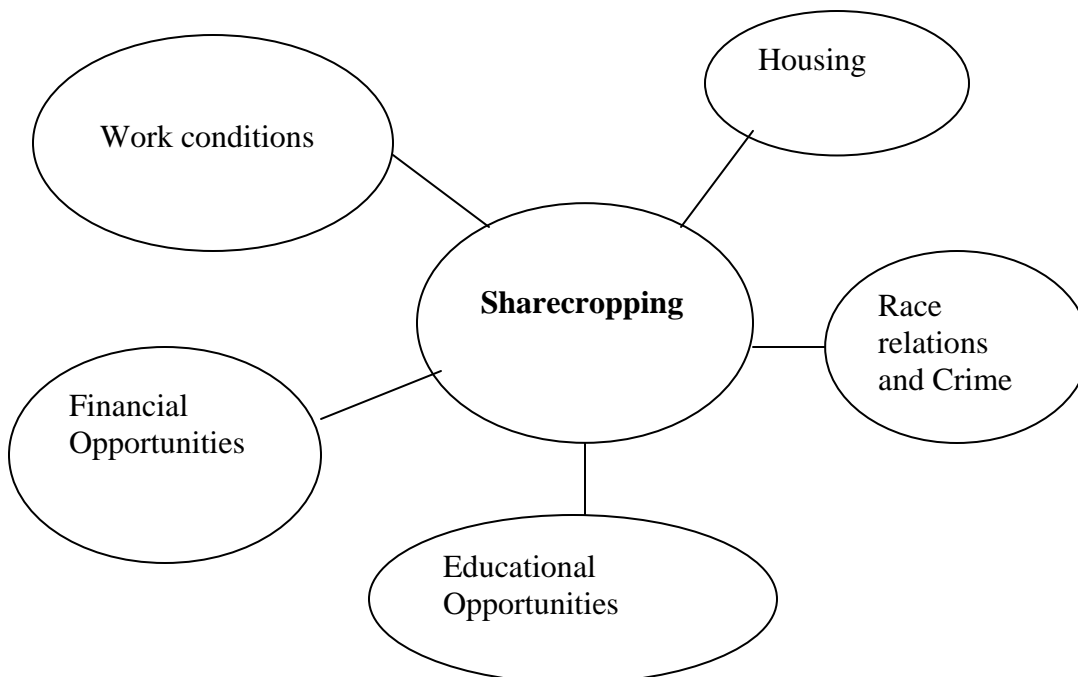 Housing
Work conditions
Sharecropping
Race
relations
and Crime
Financial
Opportunities
Educational
Opportunities